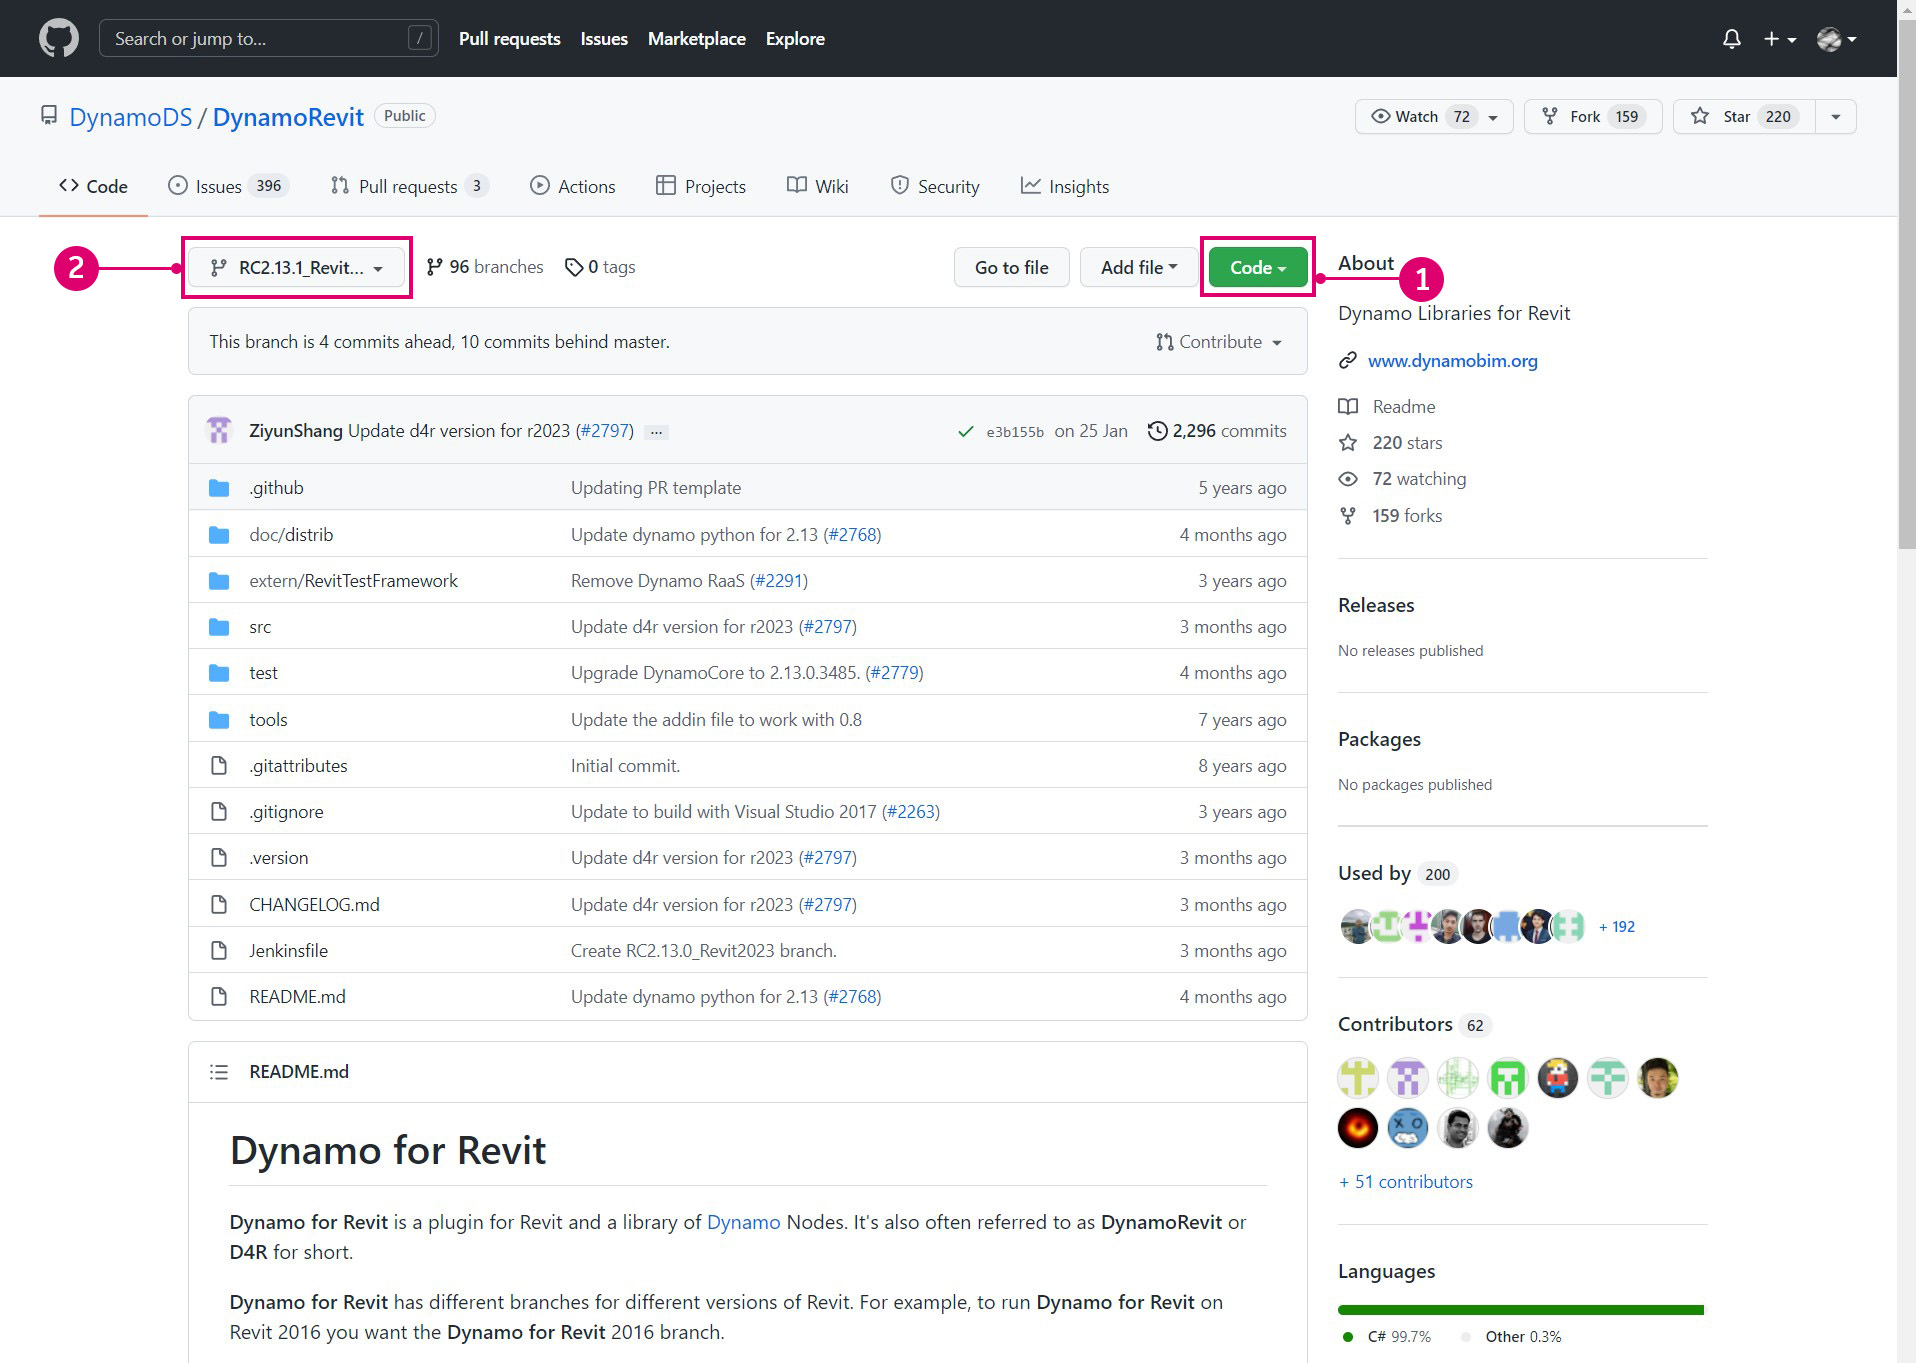 Search or jump to... /
Pull requests Issues Marketplace Explore
DynamoDS / DynamoRevit Public
Watch 72 Fork 159 Star 220
Code Issues 396 Pull requests 3 Actions Projects Wiki Security Insights
2 RC2.13.1_Revit... 96 branches 0 tags Go to file Add file Code 1
This branch is 4 commits ahead, 10 commits behind master. Contribute
ZiyunShang Update d4r version for r2023 (#2797) ... e3b155b on 25 Jan 2,296 commits
.github Updating PR template 5 years ago
doc/distrib Update dynamo python for 2.13 (#2768) 4 months ago
extern/RevitTestFramework Remove Dynamo RaaS (#2291) 3 years ago
src Update d4r version for r2023 (#2797) 3 months ago
test Upgrade DynamoCore to 2.13.0.3485. (#2779) 4 months ago
tools Update the addin file to work with 0.8 7 years ago
.gitattributes Initial commit. 8 years ago
.gitignore Update to build with Visual Studio 2017 (#2263) 3 years ago
.version Update d4r version for r2023 (#2797) 3 months ago
CHANGELOG.md Update d4r version for r2023 (#2797) 3 months ago
Jenkinsfile Create RC2.13.0_Revit2023 branch. 3 months ago
README.md Update dynamo python for 2.13 (#2768) 4 months ago
README.md
Dynamo for Revit
Dynamo for Revit is a plugin for Revit and a library of Dynamo Nodes. It's also often referred to as DynamoRevit or
D4R for short.
Dynamo for Revit has different branches for different versions of Revit. For example, to run Dynamo for Revit on
Revit 2016 you want the Dynamo for Revit 2016 branch.
About
Dynamo Libraries for Revit
www.dynamobim.org
Readme
220 stars
72 watching
159 forks
Releases
No releases published
Packages
No packages published
Used by 200
+ 192
Contributors 62
+ 51 contributors
Languages
C# 99.7% Other 0.3%